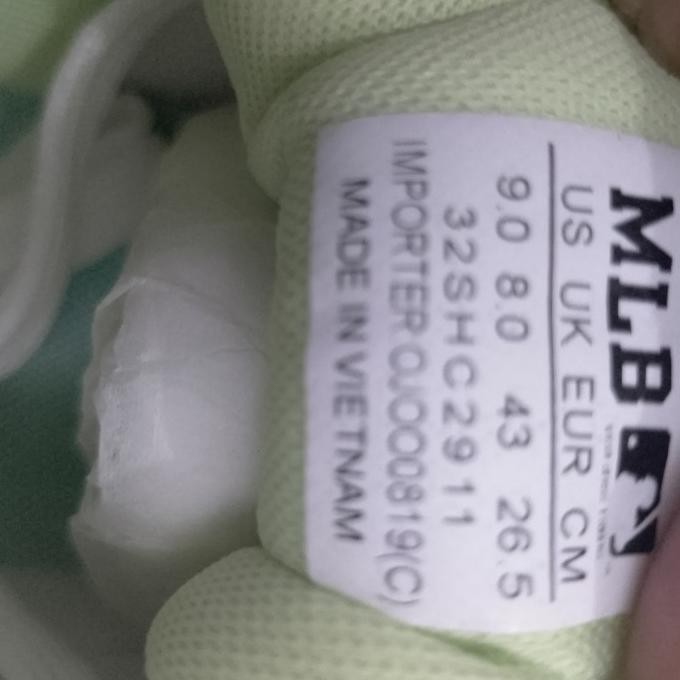 MLB
US UK EUR CM
9.0 8.0 43 26.5
32SHC2911
IMPORTER OJO00819(C)
MADE IN VIETNAM